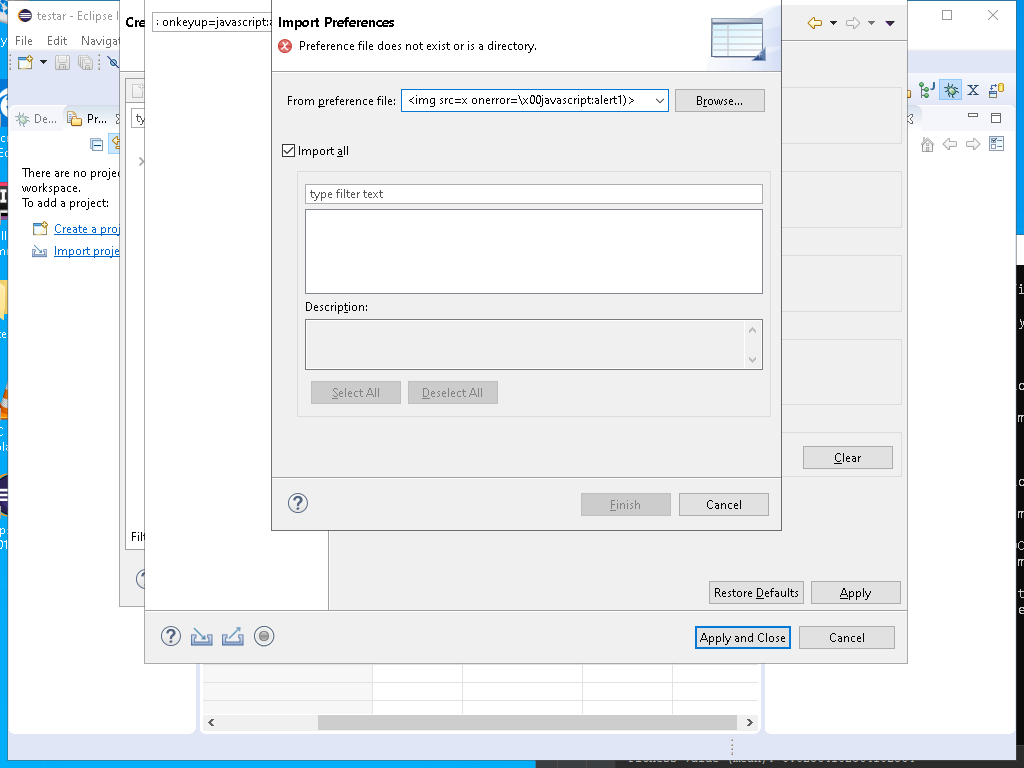 testar - Eclipse I
File Edit Navigat
De...
Pr...
There are no proje
workspace.
To add a project:
Create a proj
Import proje
Cre
ty
Filt
: onkeyup=javascript:a
Import Preferences
Preference file does not exist or is a directory.
From preference file: <img src=x onerror=\x00javascript:alert1)> Browse...
Import all
type filter text
Description:
Select All Deselect All
Clear
Finish Cancel
Restore Defaults Apply
Apply and Close Cancel